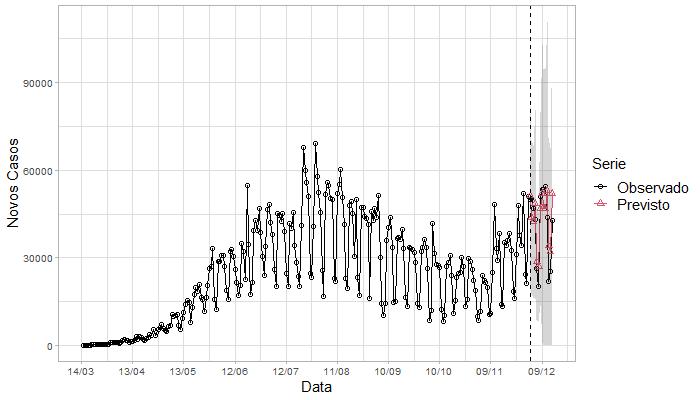 Novos Casos
90000
60000
30000
0
14/03 13/04 13/05 12/06 12/07 11/08 10/09 10/10 09/11 09/12
Data
Serie
Observado
Previsto